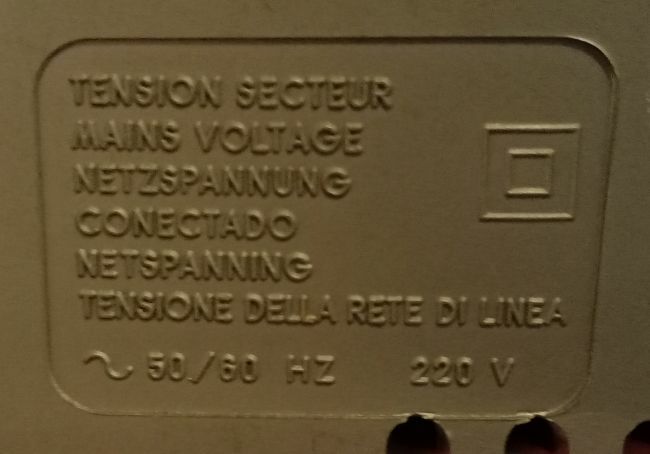 TENSION SECTEUR
MAINS VOLTAGE
NETZSPANNUNG
CONECTADO
NETSPANNING
TENSIONE DELLA RETE DI LINEA
~ 50/60 HZ 220 V